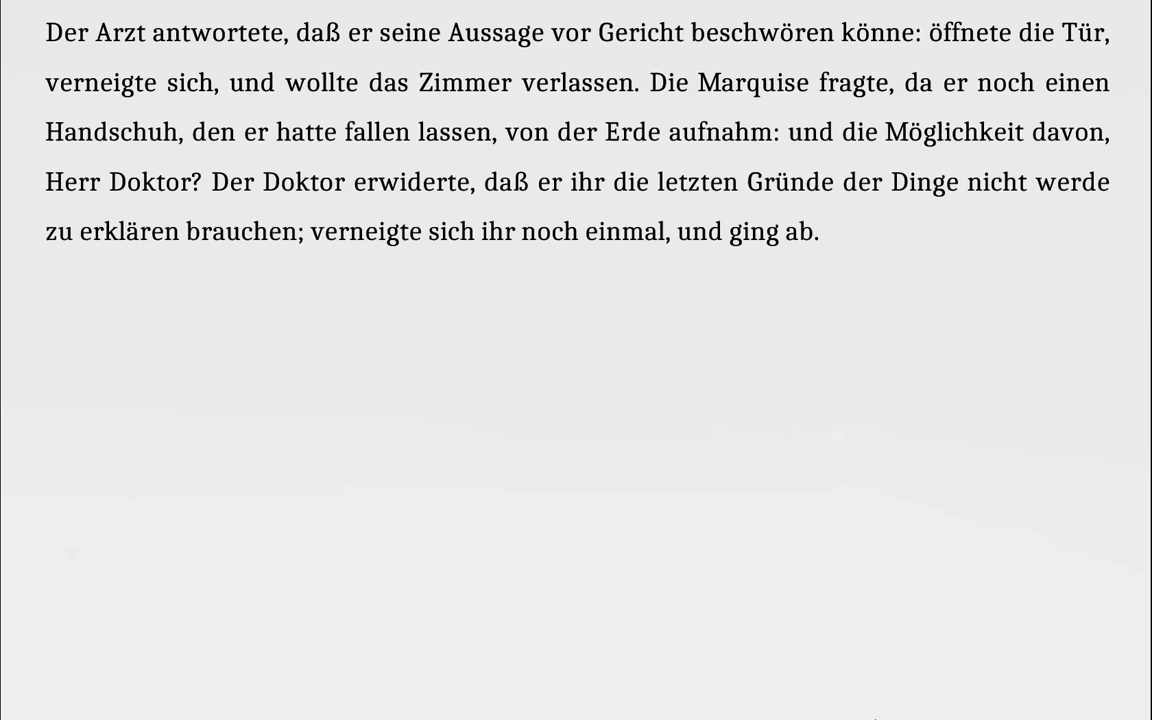 Der Arzt antwortete, daß er seine Aussage vor Gericht beschwören könne: öffnete die Tür,
verneigte sich, und wollte das Zimmer verlassen. Die Marquise fragte, da er noch einen
Handschuh, den er hatte fallen lassen, von der Erde aufnahm: und die Möglichkeit davon,
Herr Doktor? Der Doktor erwiderte, daß er ihr die letzten Gründe der Dinge nicht werde
zu erklären brauchen; verneigte sich ihr noch einmal, und ging ab.